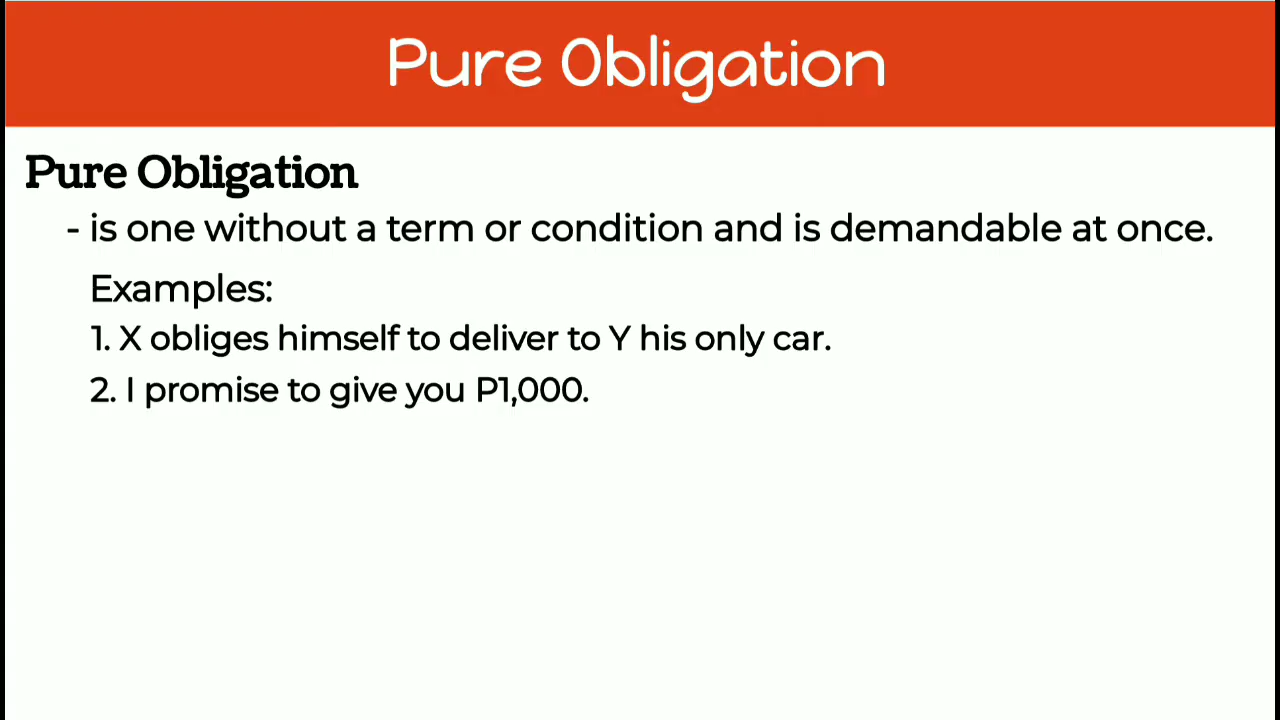 Pure Obligation
Pure Obligation
- is one without a term or condition and is demandable at once.
Examples:
1. X obliges himself to deliver to Y his only car.
2. I promise to give you P1,000.